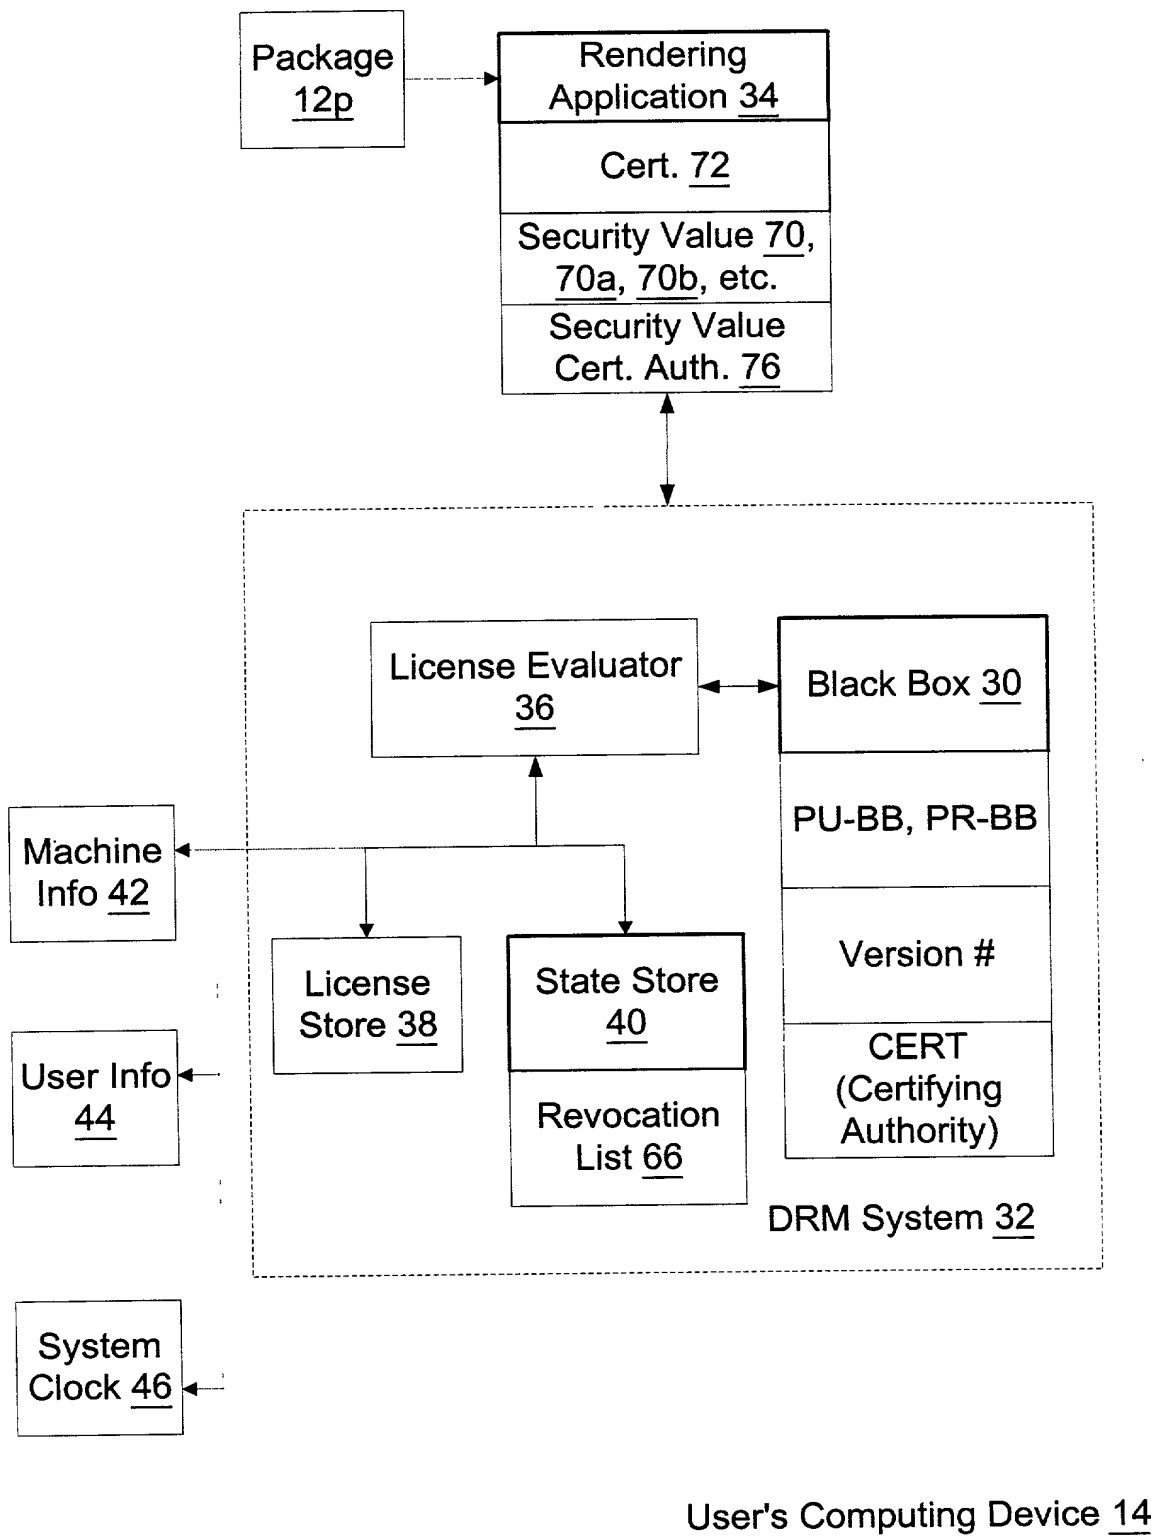 Package
12p
Rendering
Application 34
Cert. 72
Security Value 70,
70a, 70b, etc.
Security Value
Cert. Auth. 76
License Evaluator
36
Black Box 30
PU-BB, PR-BB
Version #
CERT
(Certifying
Authority)
Machine
Info 42
License
Store 38
State Store
40
Revocation
List 66
User Info
44
DRM System 32
System
Clock 46
User's Computing Device 14